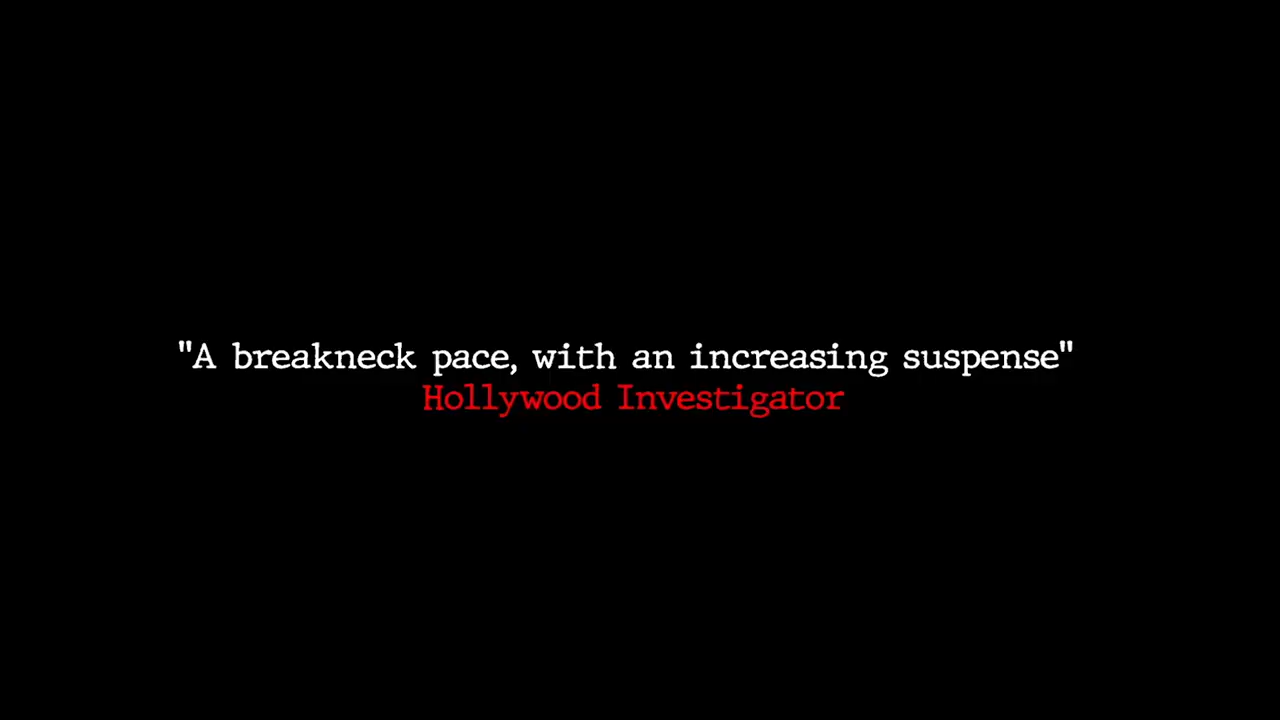 "A breakneck pace, with an increasing suspense"
Hollywood Investigator